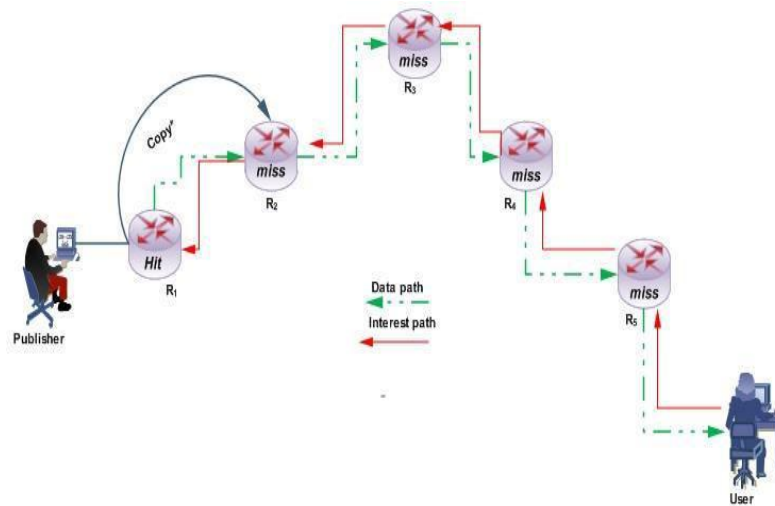 miss
R3
Copy*
miss
R2
miss
R4
Hit
R1
miss
R5
Data path
Interest path
Publisher
User